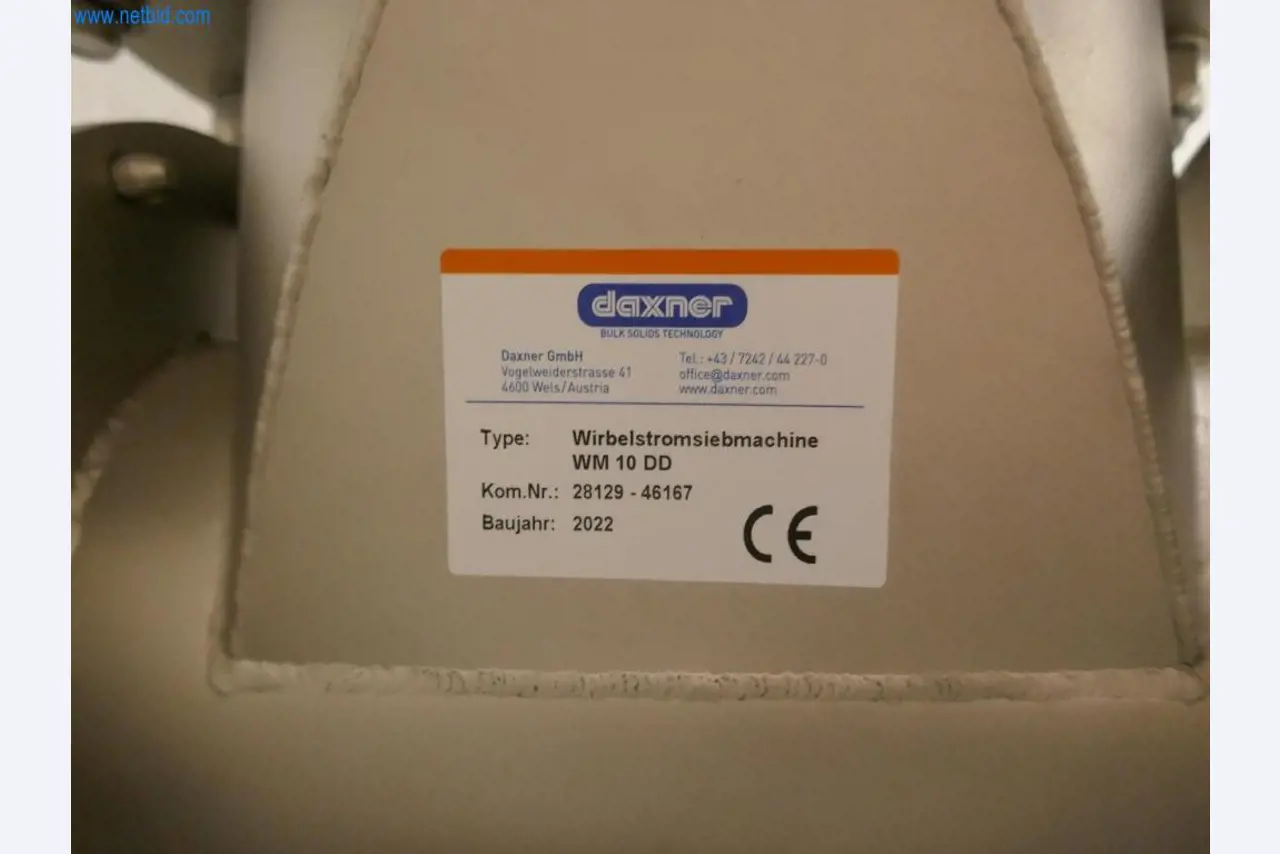 www.netbid.com
daxner
BULK SOLIDS TECHNOLOGY
Daxner GmbH
Vogelweiderstrasse 41
4600 Wels/Austria
Tel.: +43 / 7242 / 44 227-0
office@daxner.com
www.daxner.com
Type: Wirbelstromsiebmachine
WM 10 DD
Kom.Nr.: 28129 - 46167
Baujahr: 2022
CE